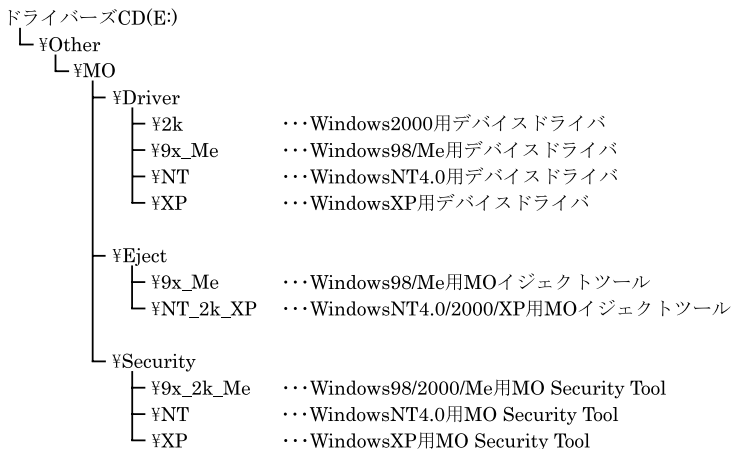 ドライバーズCD(E:)
¥Other
¥MO
¥Driver
¥2k ･･･Windows2000用デバイスドライバ
¥9x_Me ･･･Windows98/Me用デバイスドライバ
¥NT ･･･WindowsNT4.0用デバイスドライバ
¥XP ･･･WindowsXP用デバイスドライバ
¥Eject
¥9x_Me ･･･Windows98/Me用MOイジェクトツール
¥NT_2k_XP ･･･WindowsNT4.0/2000/XP用MOイジェクトツール
¥Security
¥9x_2k_Me ･･･Windows98/2000/Me用MO Security Tool
¥NT ･･･WindowsNT4.0用MO Security Tool
¥XP ･･･WindowsXP用MO Security Tool